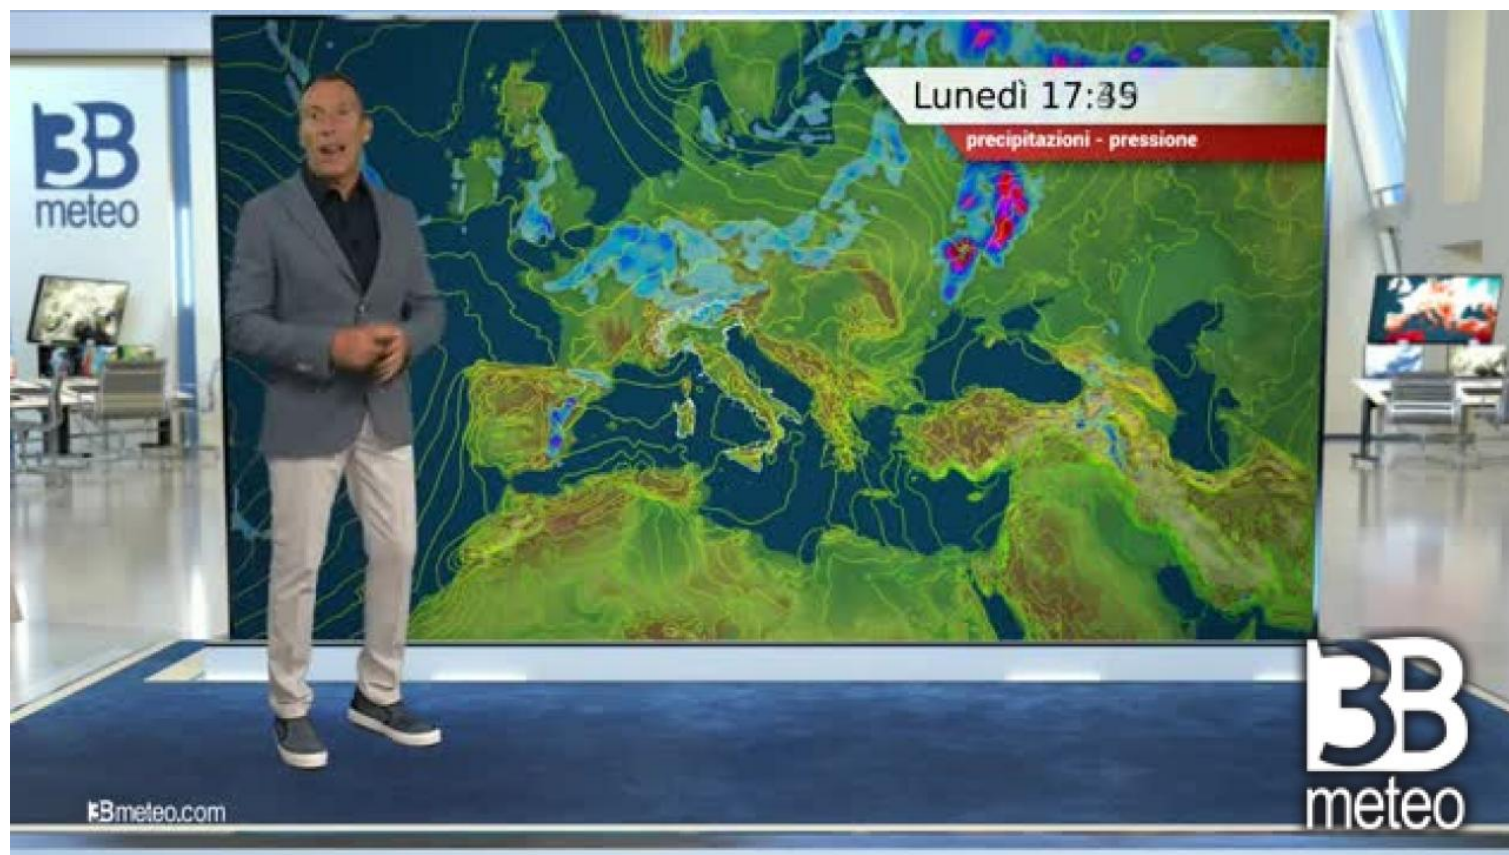 3B
meteo
Lunedì 17:
precipitazioni - pressione
3Bmeteo.com
3B
meteo